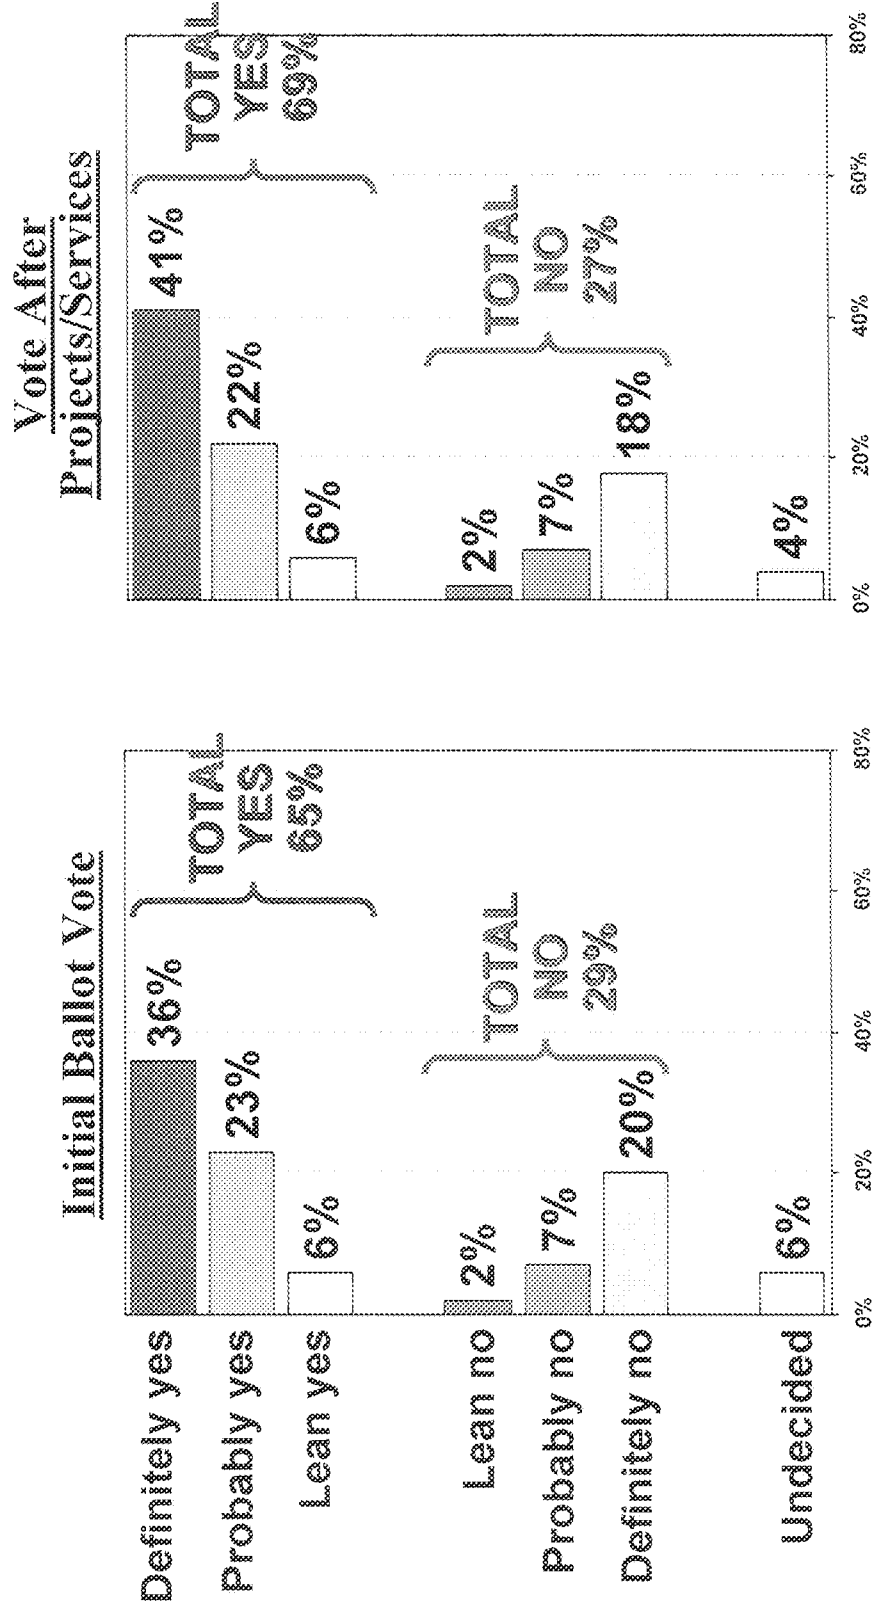 Initial Ballot Vote
Vote After
Projects/Services
Definitely yes
36%
41%
Probably yes
23%
22%
Lean yes
6%
6%
TOTAL
YES
65%
TOTAL
YES
69%
Lean no
2%
2%
Probably no
7%
7%
Definitely no
20%
18%
TOTAL
NO
29%
TOTAL
NO
27%
Undecided
6%
4%
0% 20% 40% 60% 80%
0% 20% 40% 60% 80%